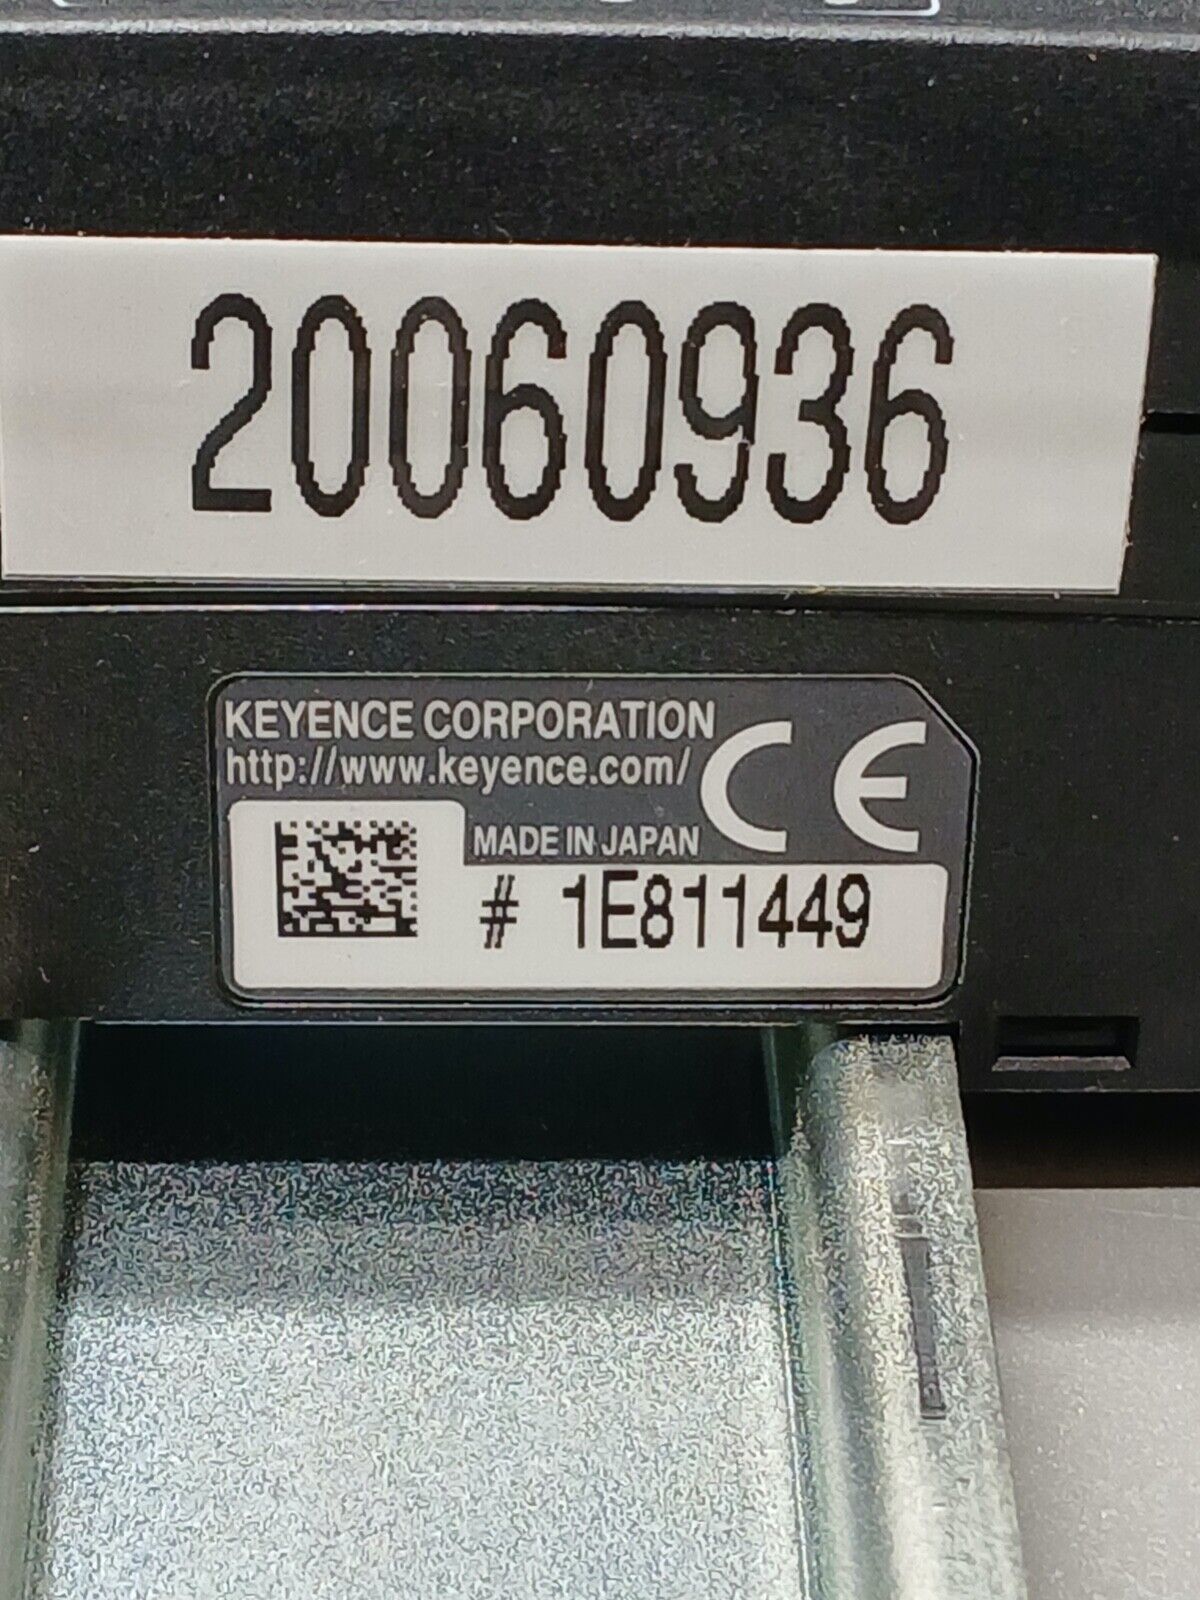 20060936
KEYENCE CORPORATION
http://www.keyence.com/
CE
MADE IN JAPAN
# 1E811449